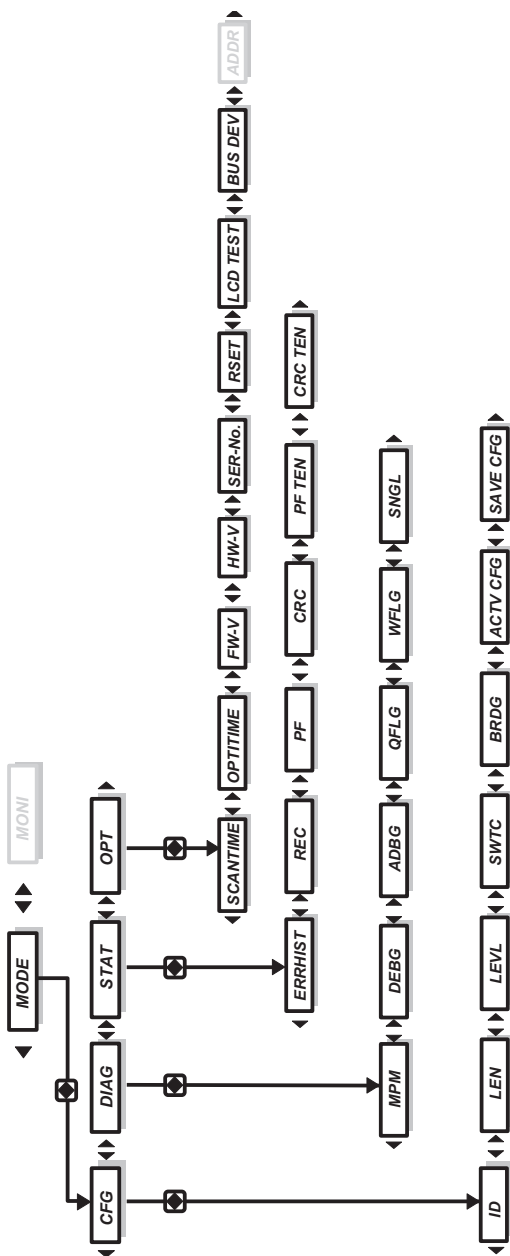 MODE
MONI
CFG
DIAG
STAT
OPT
SCANTIME
OPTITIME
FW-V
HW-V
SER-No.
RSET
LCD TEST
BUS DEV
ADDR
ERRHIST
REC
PF
CRC
PF TEN
CRC TEN
MPM
DEBG
ADBG
QFLG
WFLG
SNGL
ID
LEN
LEVL
SWTC
BRDG
ACTV CFG
SAVE CFG